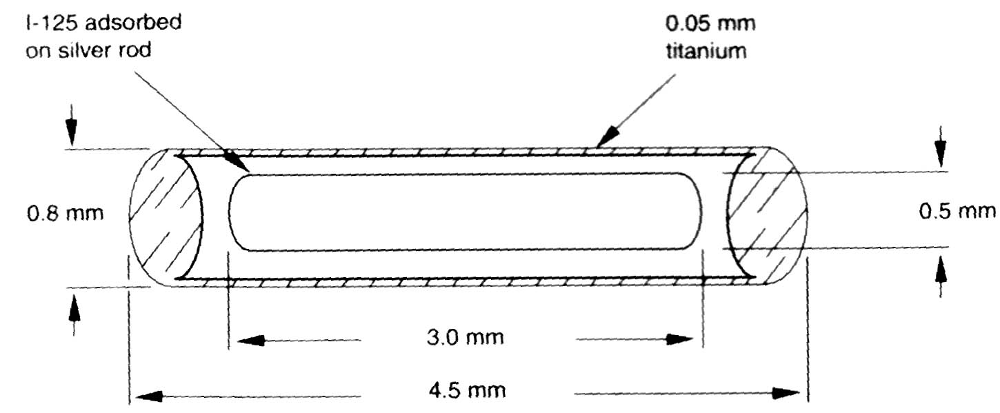 I-125 adsorbed
on silver rod
0.05 mm
titanium
0.8 mm
0.5 mm
3.0 mm
4.5 mm